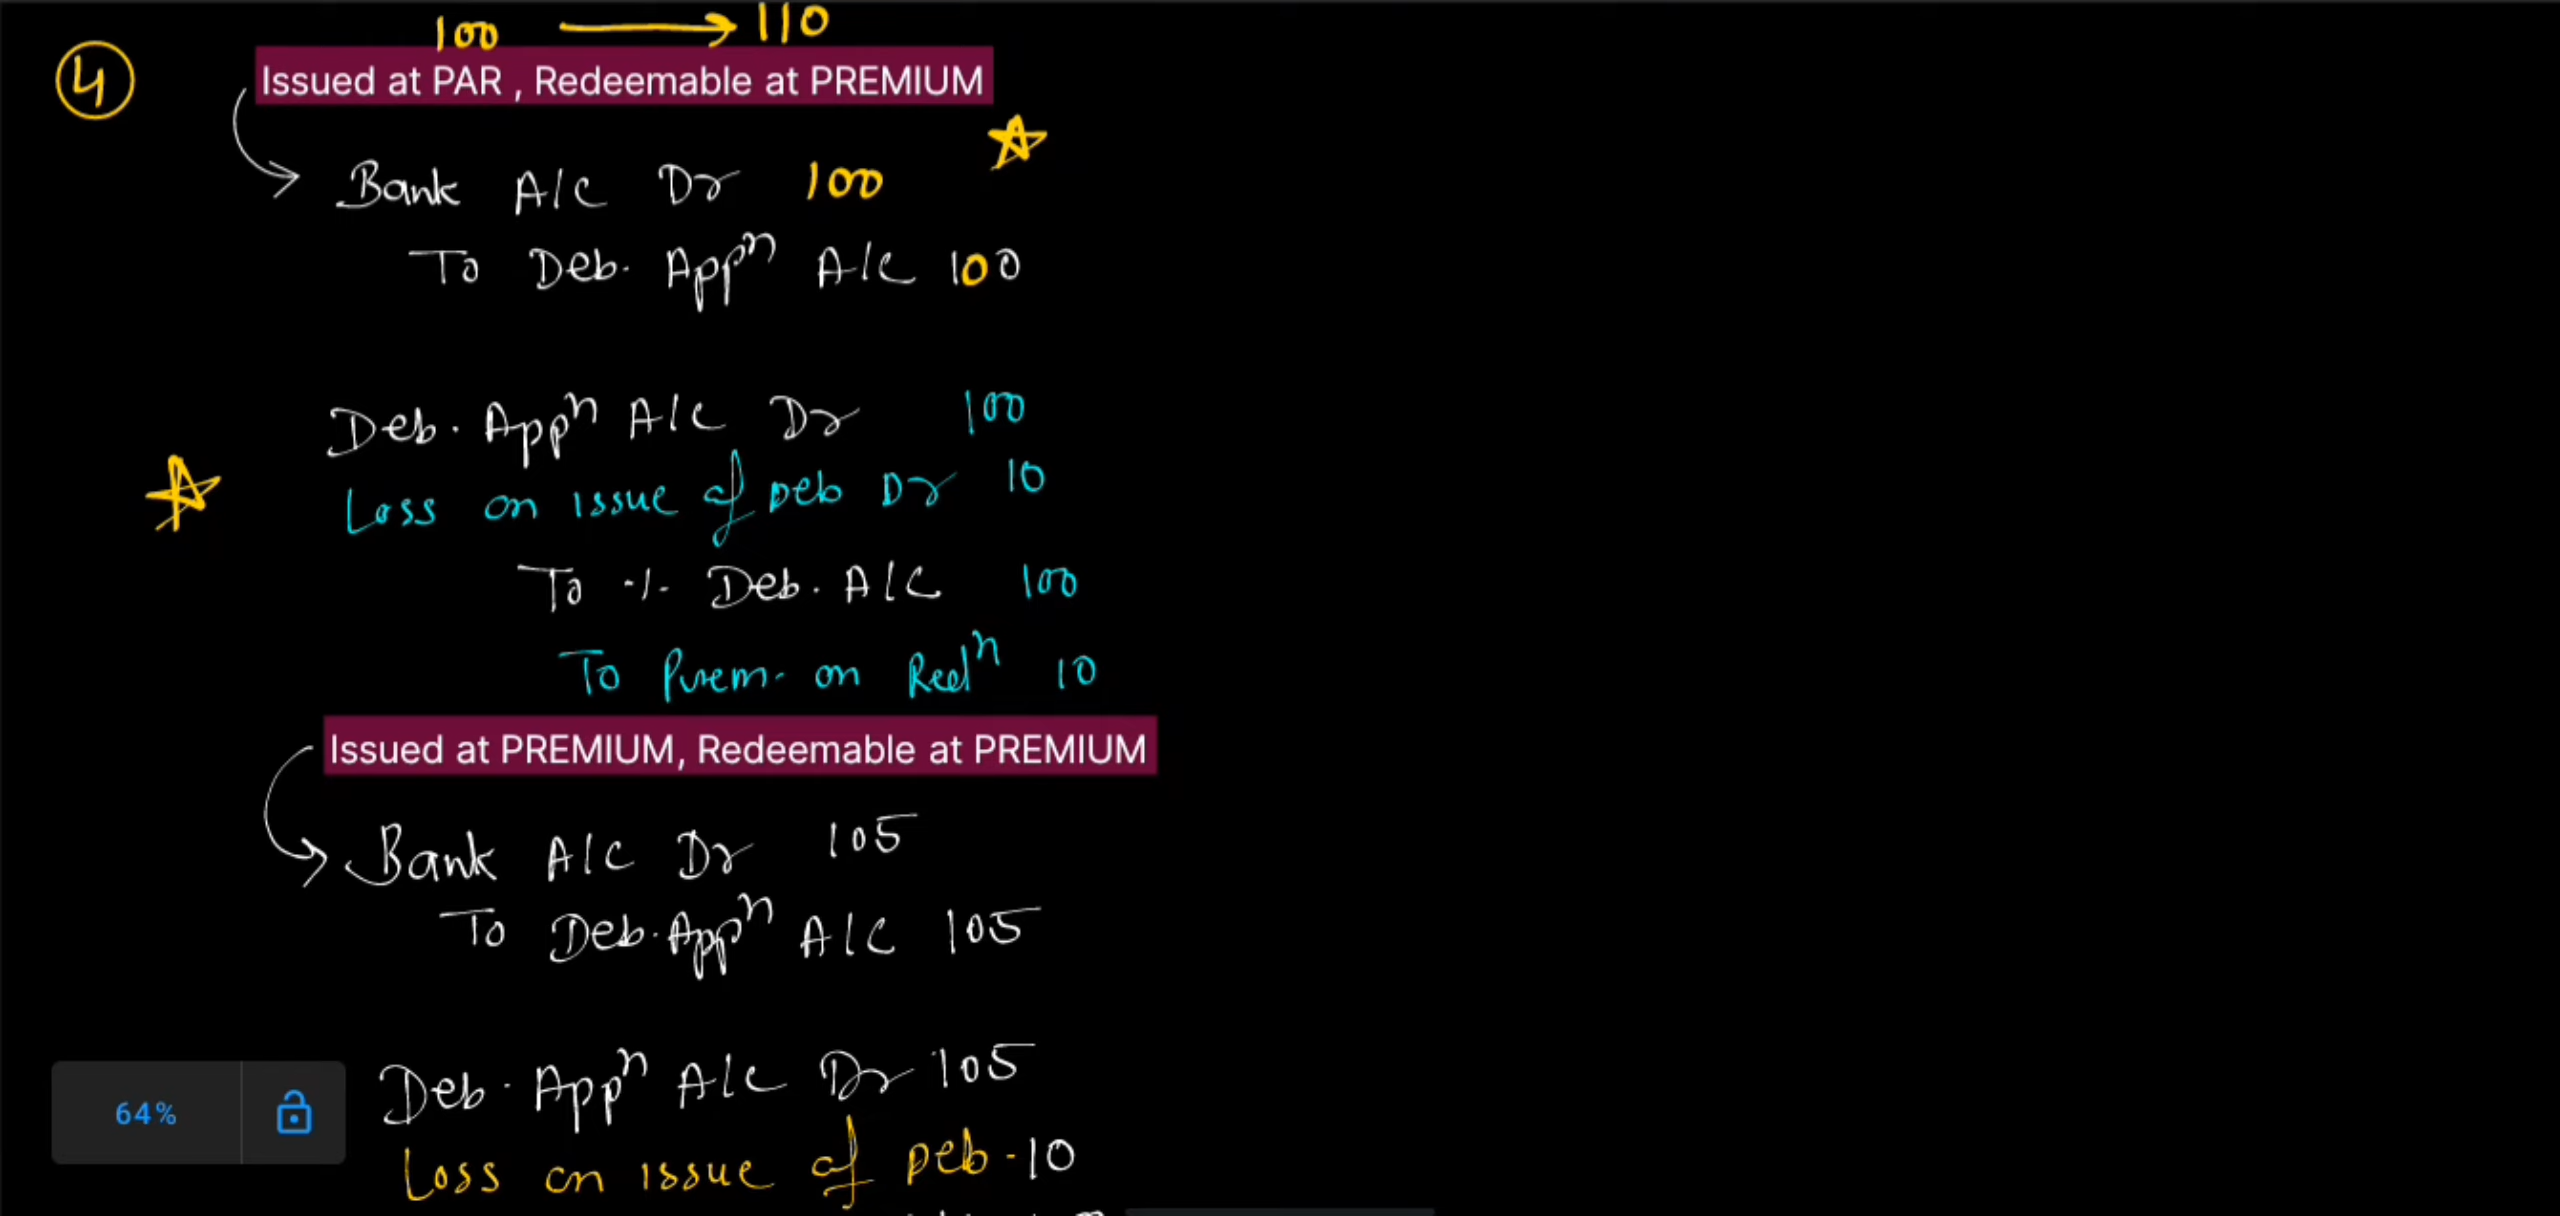 100 → 110
④ Issued at PAR , Redeemable at PREMIUM
Bank A/C Dr 100
To Deb. Appⁿ A/c 100
Deb. Appⁿ A/c Dr 100
Loss on issue of Deb Dr 10
To -/. Deb. A/C 100
To Prem. on Redⁿ 10
Issued at PREMIUM, Redeemable at PREMIUM
Bank A/C Dr 105
To Deb. Appⁿ A/C 105
Deb. Appⁿ A/c Dr 105
64%
Loss on issue of Deb - 10